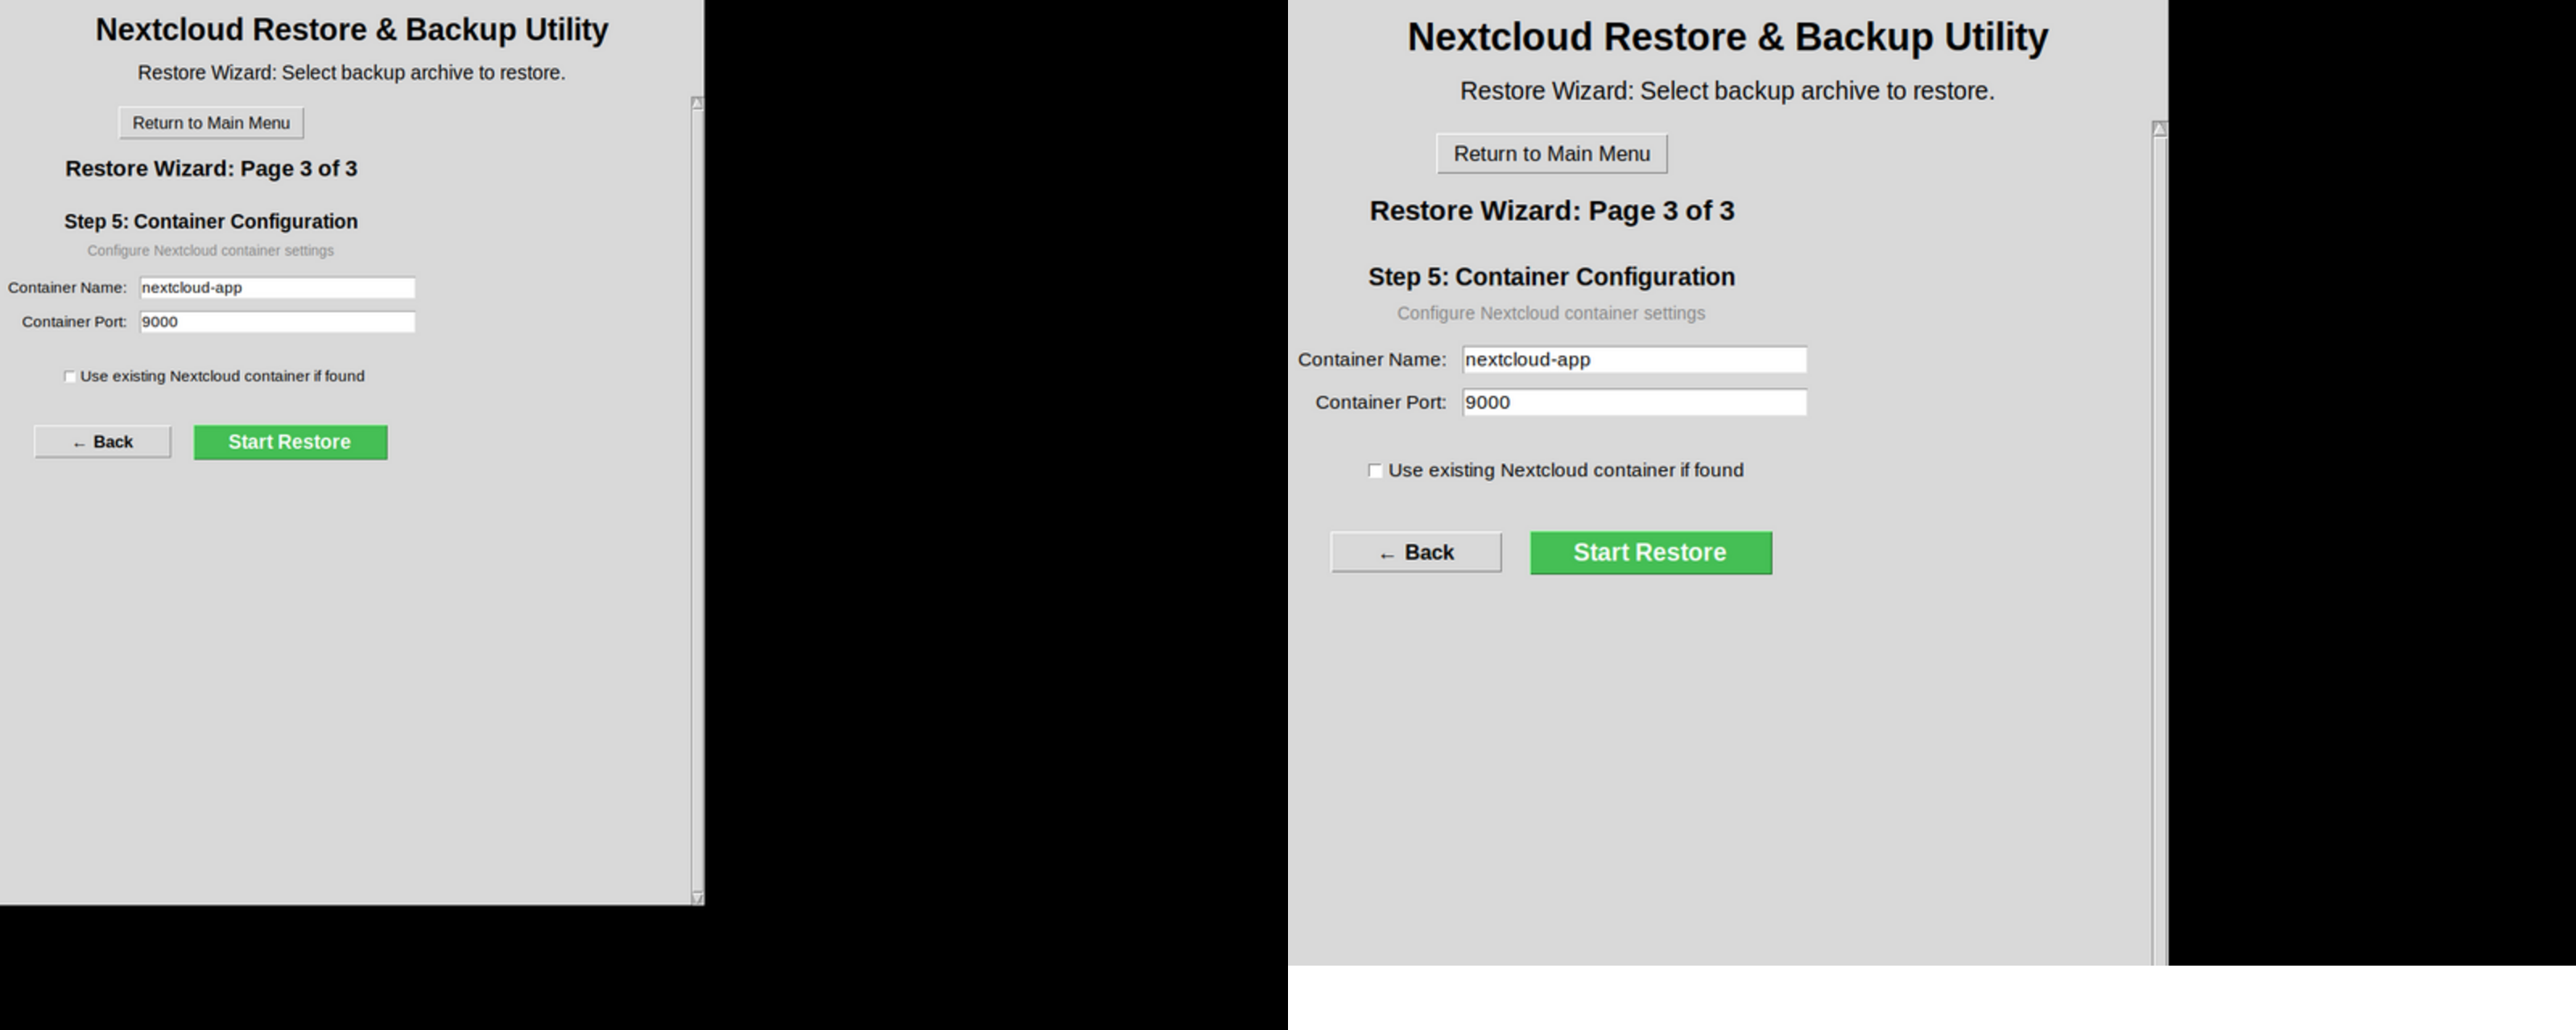 Nextcloud Restore & Backup Utility
Restore Wizard: Select backup archive to restore.
Return to Main Menu
Restore Wizard: Page 3 of 3
Step 5: Container Configuration
Configure Nextcloud container settings
Container Name: nextcloud-app
Container Port: 9000
Use existing Nextcloud container if found
← Back Start Restore
Nextcloud Restore & Backup Utility
Restore Wizard: Select backup archive to restore.
Return to Main Menu
Restore Wizard: Page 3 of 3
Step 5: Container Configuration
Configure Nextcloud container settings
Container Name: nextcloud-app
Container Port: 9000
Use existing Nextcloud container if found
← Back Start Restore